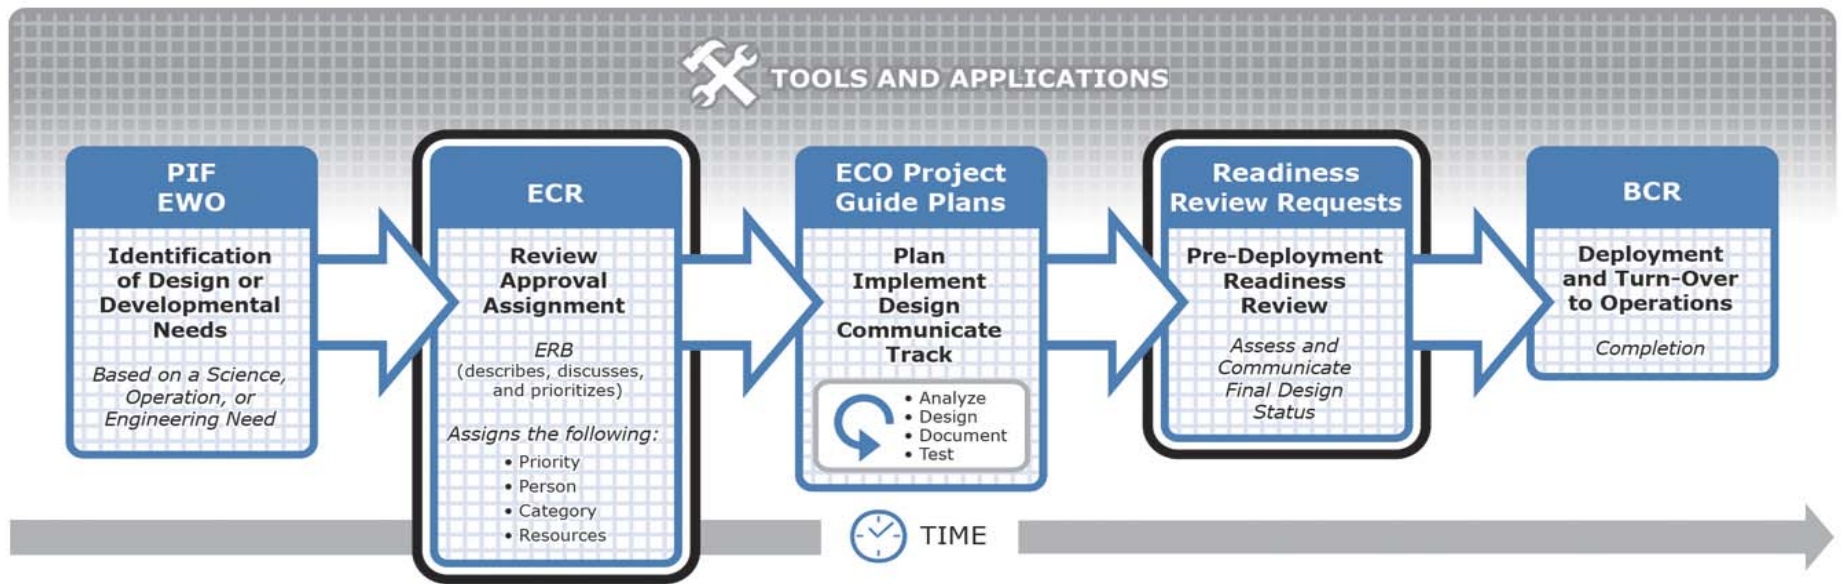 TOOLS AND APPLICATIONS
PIF
EWO
Identification
of Design or
Developmental
Needs
Based on a Science,
Operation, or
Engineering Need
ECR
Review
Approval
Assignment
ERB
(describes, discusses,
and prioritizes)
Assigns the following:
• Priority
• Person
• Category
• Resources
ECO Project
Guide Plans
Plan
Implement
Design
Communicate
Track
• Analyze
• Design
• Document
• Test
Readiness
Review Requests
Pre-Deployment
Readiness
Review
Assess and
Communicate
Final Design
Status
BCR
Deployment
and Turn-Over
to Operations
Completion
TIME